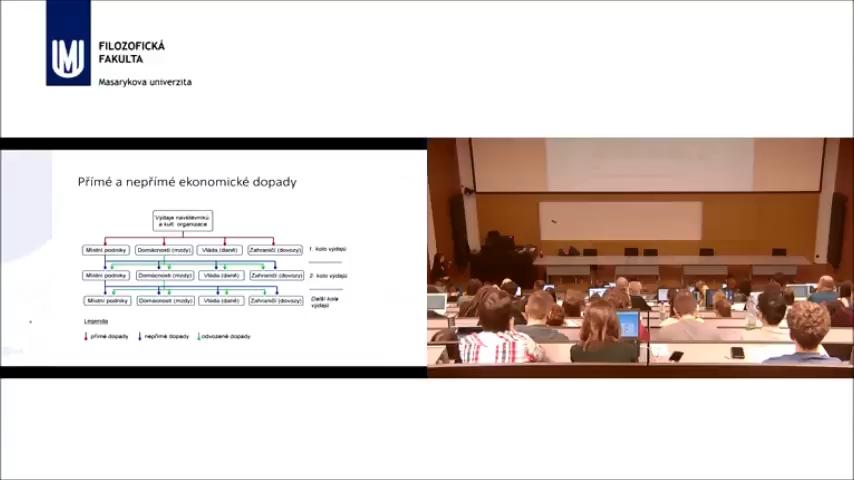 FILOZOFICKÁ
FAKULTA
Masarykova univerzita
Přímé a nepřímé ekonomické dopady
Výdaje návštěvníků
a kult. organizace
Místní podniky
Domácnosti (mzdy)
Vláda (daně)
Zahraničí (dovozy)
1. kolo výdajů
Místní podniky
Domácnosti (mzdy)
Vláda (daně)
Zahraničí (dovozy)
2. kolo výdajů
Místní podniky
Domácnosti (mzdy)
Vláda (daně)
Zahraničí (dovozy)
Další kola
výdajů
Legenda
přímé dopady
nepřímé dopady
odvozené dopady